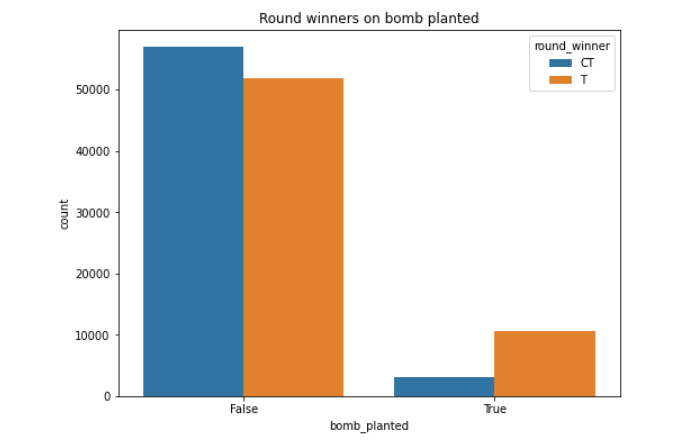 Round winners on bomb planted
round_winner
CT
T
50000
40000
30000
20000
10000
0
count
False
True
bomb_planted